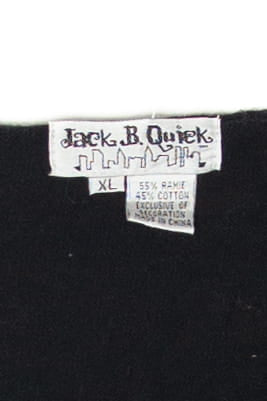 Jack B. Quick
XL
55% RAMIE
45% COTTON
EXCLUSIVE OF
DECORATION
MADE IN CHINA